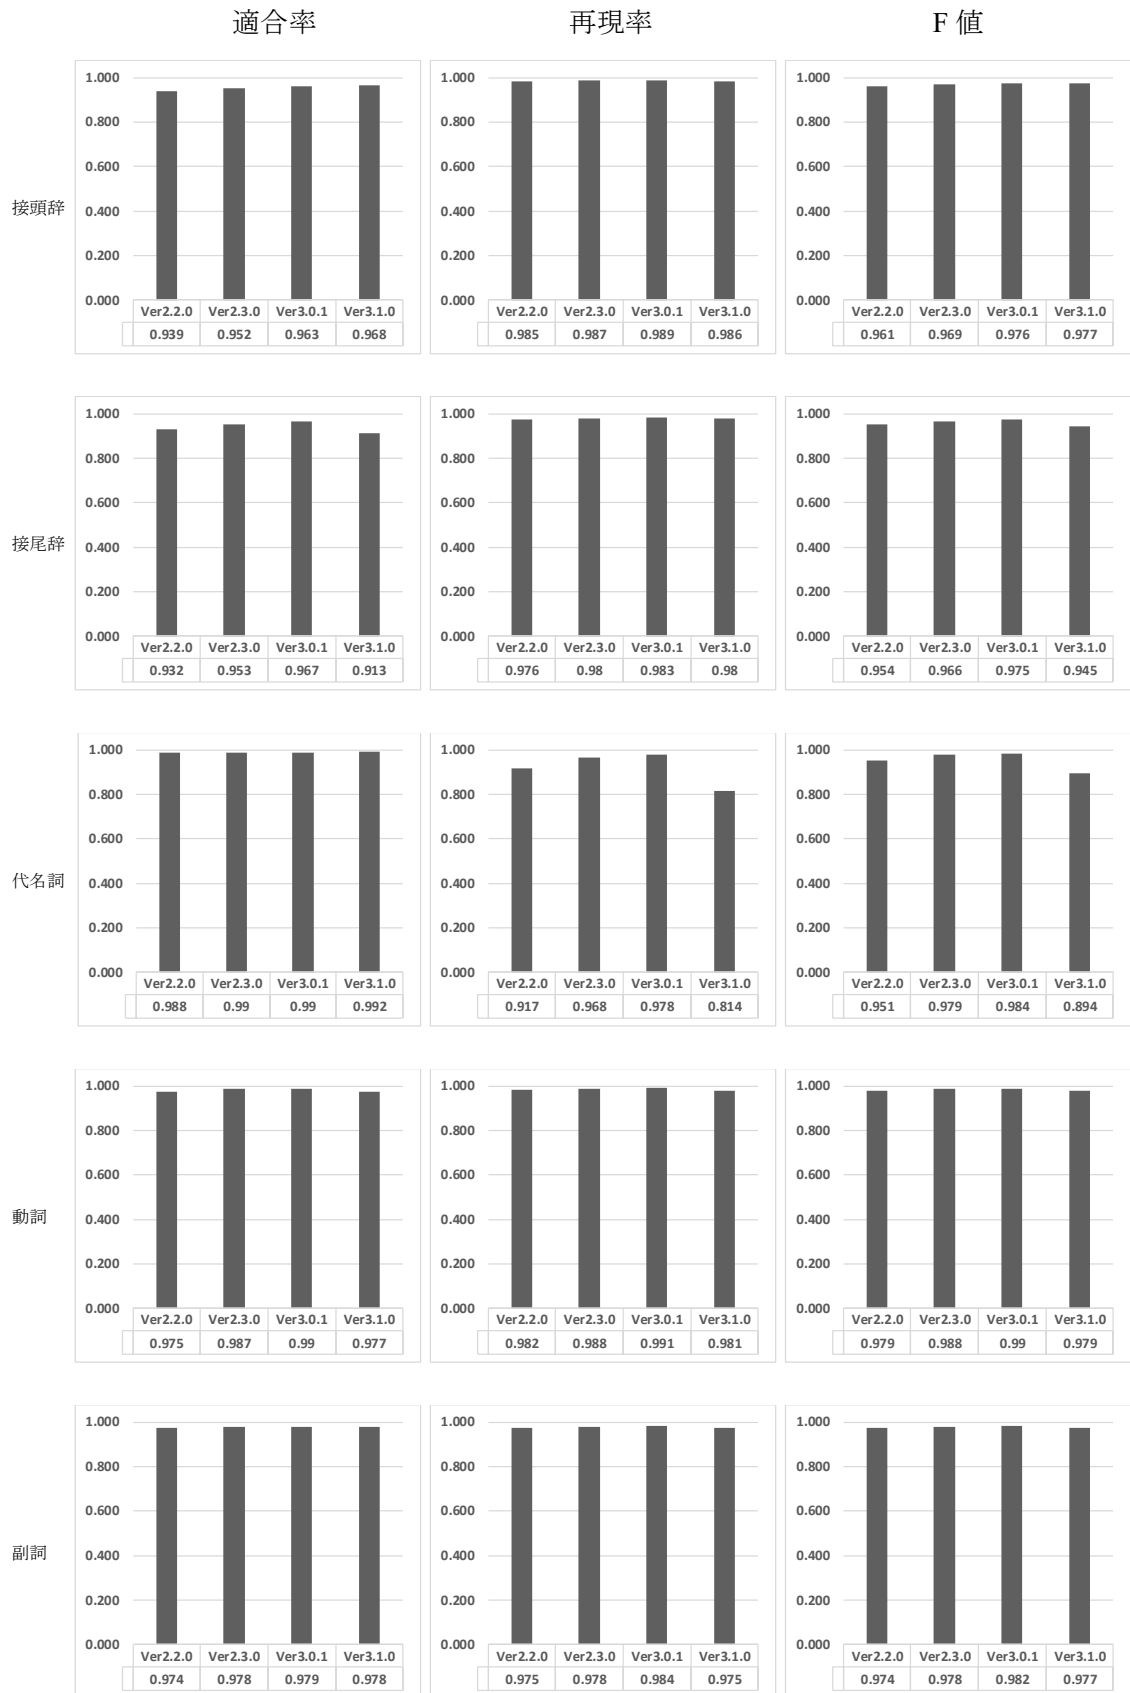 適合率 再現率 F 値
接頭辞
1.000 1.000 1.000
0.800 0.800 0.800
0.600 0.600 0.600
0.400 0.400 0.400
0.200 0.200 0.200
0.000 0.000 0.000
Ver2.2.0 Ver2.3.0 Ver3.0.1 Ver3.1.0 Ver2.2.0 Ver2.3.0 Ver3.0.1 Ver3.1.0 Ver2.2.0 Ver2.3.0 Ver3.0.1 Ver3.1.0
0.939 0.952 0.963 0.968 0.985 0.987 0.989 0.986 0.961 0.969 0.976 0.977
接尾辞
1.000 1.000 1.000
0.800 0.800 0.800
0.600 0.600 0.600
0.400 0.400 0.400
0.200 0.200 0.200
0.000 0.000 0.000
Ver2.2.0 Ver2.3.0 Ver3.0.1 Ver3.1.0 Ver2.2.0 Ver2.3.0 Ver3.0.1 Ver3.1.0 Ver2.2.0 Ver2.3.0 Ver3.0.1 Ver3.1.0
0.932 0.953 0.967 0.913 0.976 0.98 0.983 0.98 0.954 0.966 0.975 0.945
代名詞
1.000 1.000 1.000
0.800 0.800 0.800
0.600 0.600 0.600
0.400 0.400 0.400
0.200 0.200 0.200
0.000 0.000 0.000
Ver2.2.0 Ver2.3.0 Ver3.0.1 Ver3.1.0 Ver2.2.0 Ver2.3.0 Ver3.0.1 Ver3.1.0 Ver2.2.0 Ver2.3.0 Ver3.0.1 Ver3.1.0
0.988 0.99 0.99 0.992 0.917 0.968 0.978 0.814 0.951 0.979 0.984 0.894
動詞
1.000 1.000 1.000
0.800 0.800 0.800
0.600 0.600 0.600
0.400 0.400 0.400
0.200 0.200 0.200
0.000 0.000 0.000
Ver2.2.0 Ver2.3.0 Ver3.0.1 Ver3.1.0 Ver2.2.0 Ver2.3.0 Ver3.0.1 Ver3.1.0 Ver2.2.0 Ver2.3.0 Ver3.0.1 Ver3.1.0
0.975 0.987 0.99 0.977 0.982 0.988 0.991 0.981 0.979 0.988 0.99 0.979
副詞
1.000 1.000 1.000
0.800 0.800 0.800
0.600 0.600 0.600
0.400 0.400 0.400
0.200 0.200 0.200
0.000 0.000 0.000
Ver2.2.0 Ver2.3.0 Ver3.0.1 Ver3.1.0 Ver2.2.0 Ver2.3.0 Ver3.0.1 Ver3.1.0 Ver2.2.0 Ver2.3.0 Ver3.0.1 Ver3.1.0
0.974 0.978 0.979 0.978 0.975 0.978 0.984 0.975 0.974 0.978 0.982 0.977